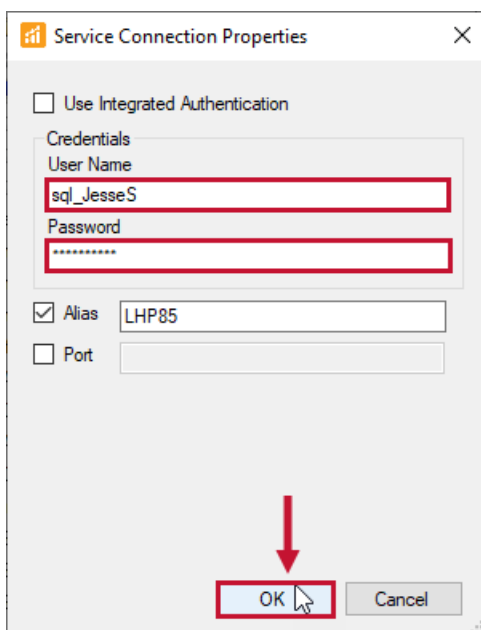 Service Connection Properties
Use Integrated Authentication
Credentials
User Name
sql_JesseS
Password
**********
Alias LHP85
Port
OK Cancel